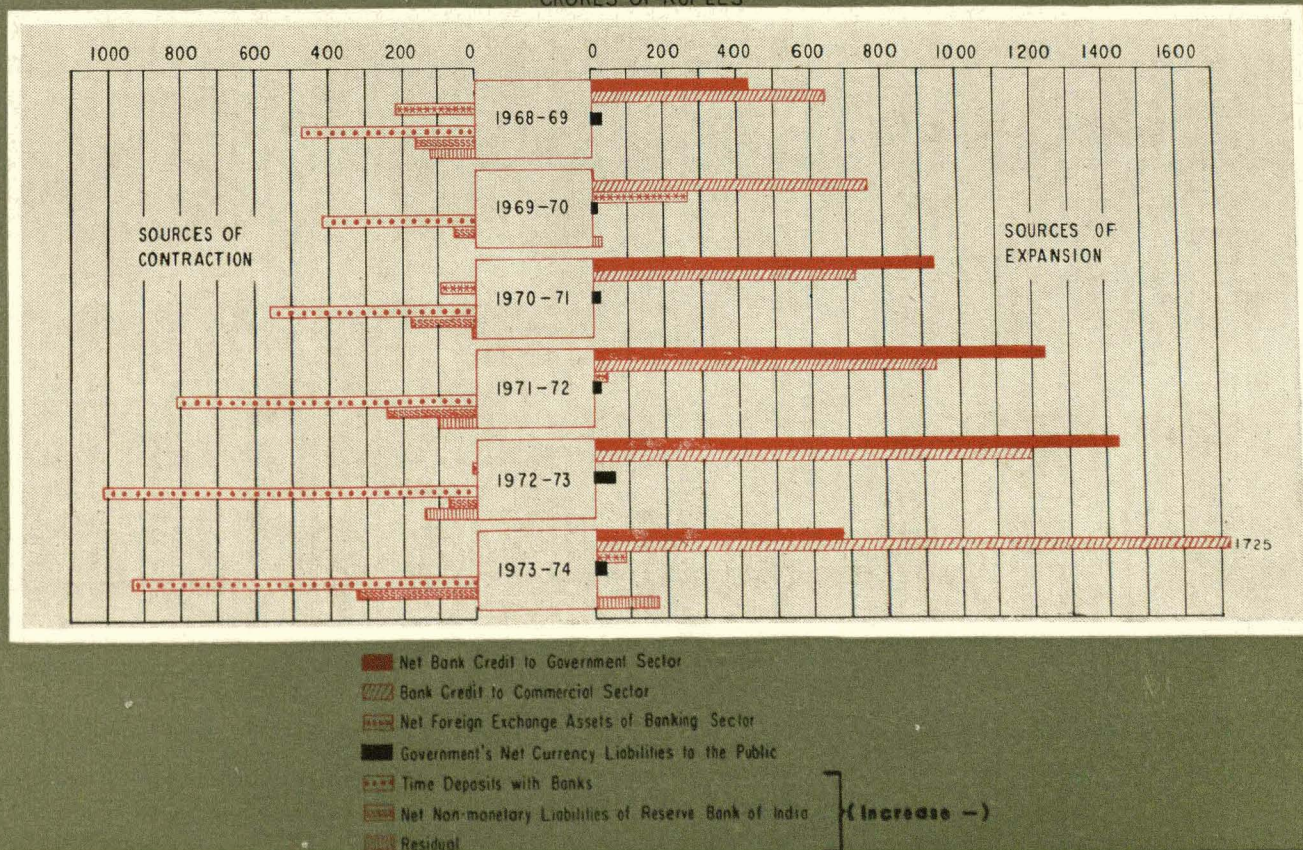 CRORES OF RUPEES
1000 800 600 400 200 0 0 200 400 600 800 1000 1200 1400 1600
1968-69
1969-70
SOURCES OF
CONTRACTION
SOURCES OF
EXPANSION
1970-71
1971-72
1972-73
1973-74
1725
Net Bank Credit to Government Sector
Bank Credit to Commercial Sector
Net Foreign Exchange Assets of Banking Sector
Government's Net Currency Liabilities to the Public
Time Deposits with Banks
Net Non-monetary Liabilities of Reserve Bank of India
(Increase -)
Residual